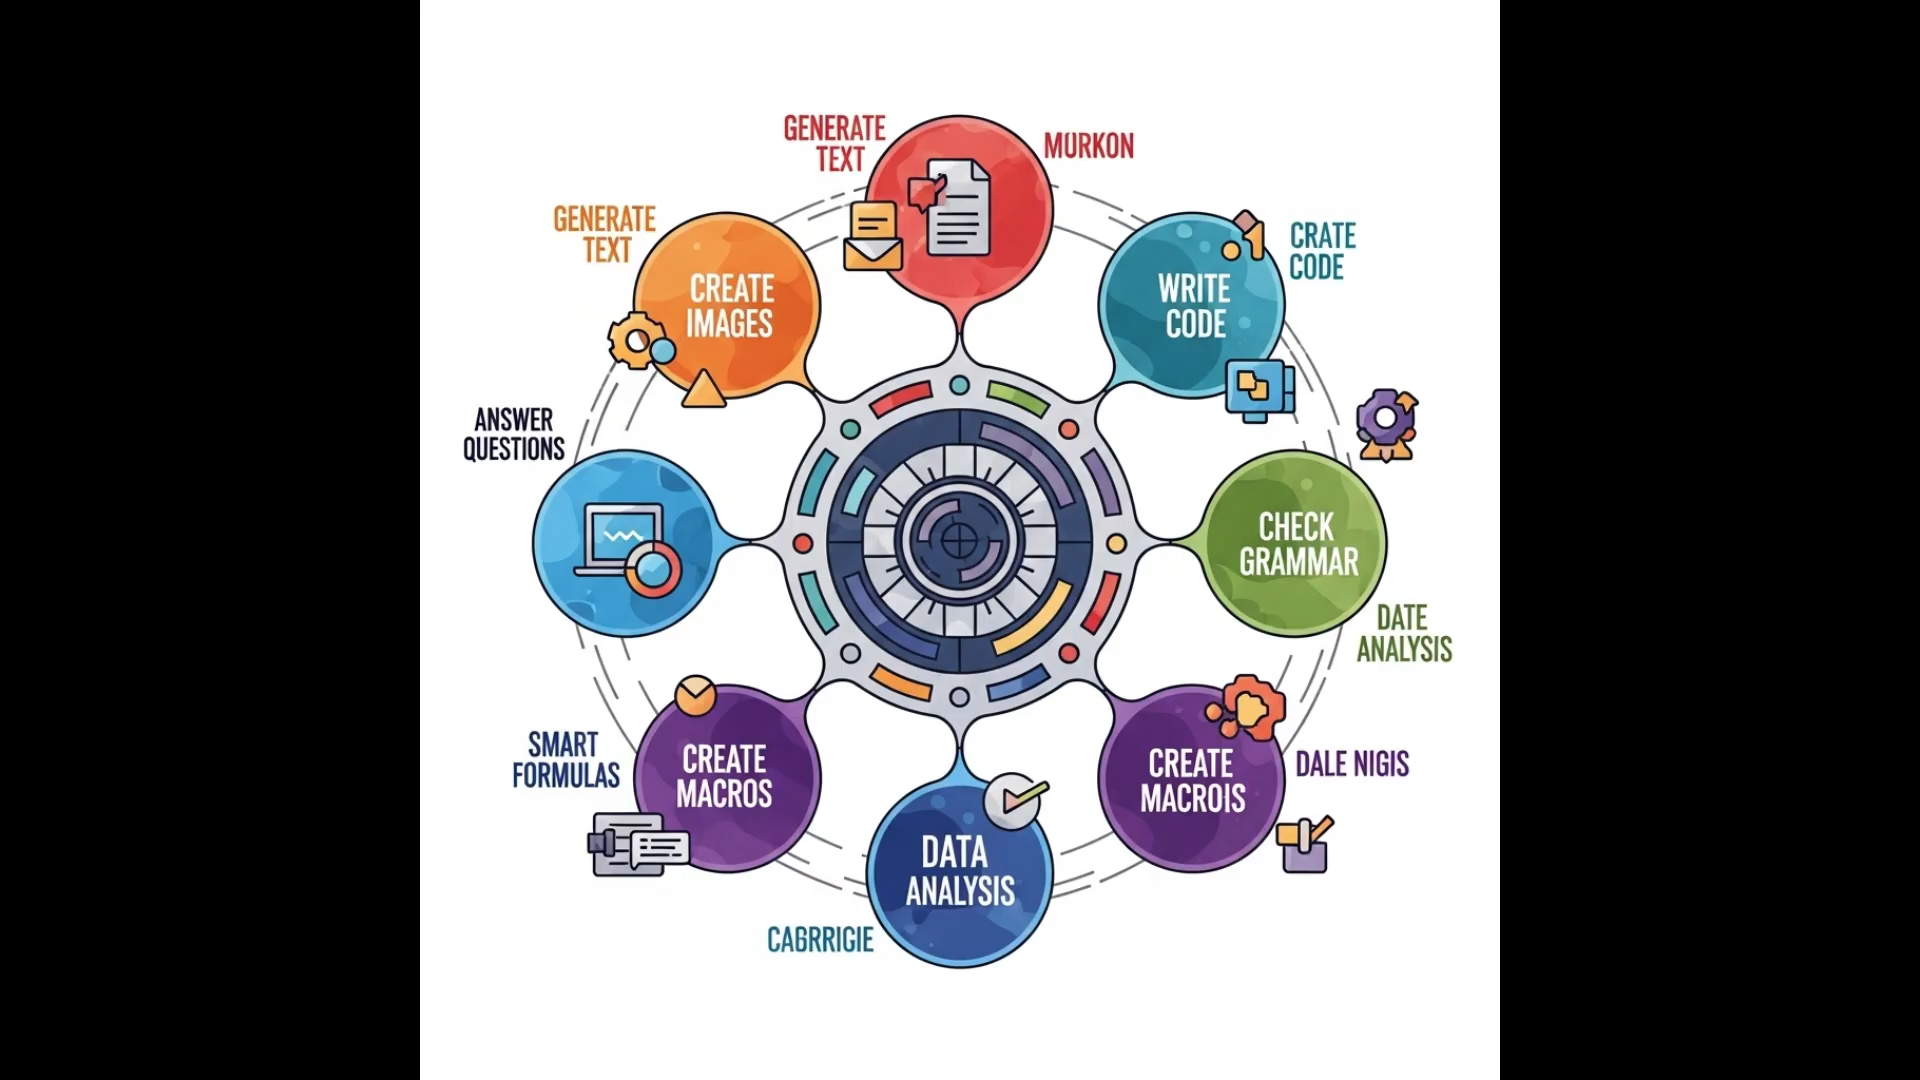 GENERATE
TEXT
MURKON
GENERATE
TEXT
CREATE
IMAGES
WRITE
CODE
CRATE
CODE
ANSWER
QUESTIONS
CHECK
GRAMMAR
DATE
ANALYSIS
SMART
FORMULAS
CREATE
MACROS
CREATE
MACROIS
DALE NIGIS
DATA
ANALYSIS
CABRRIGIE